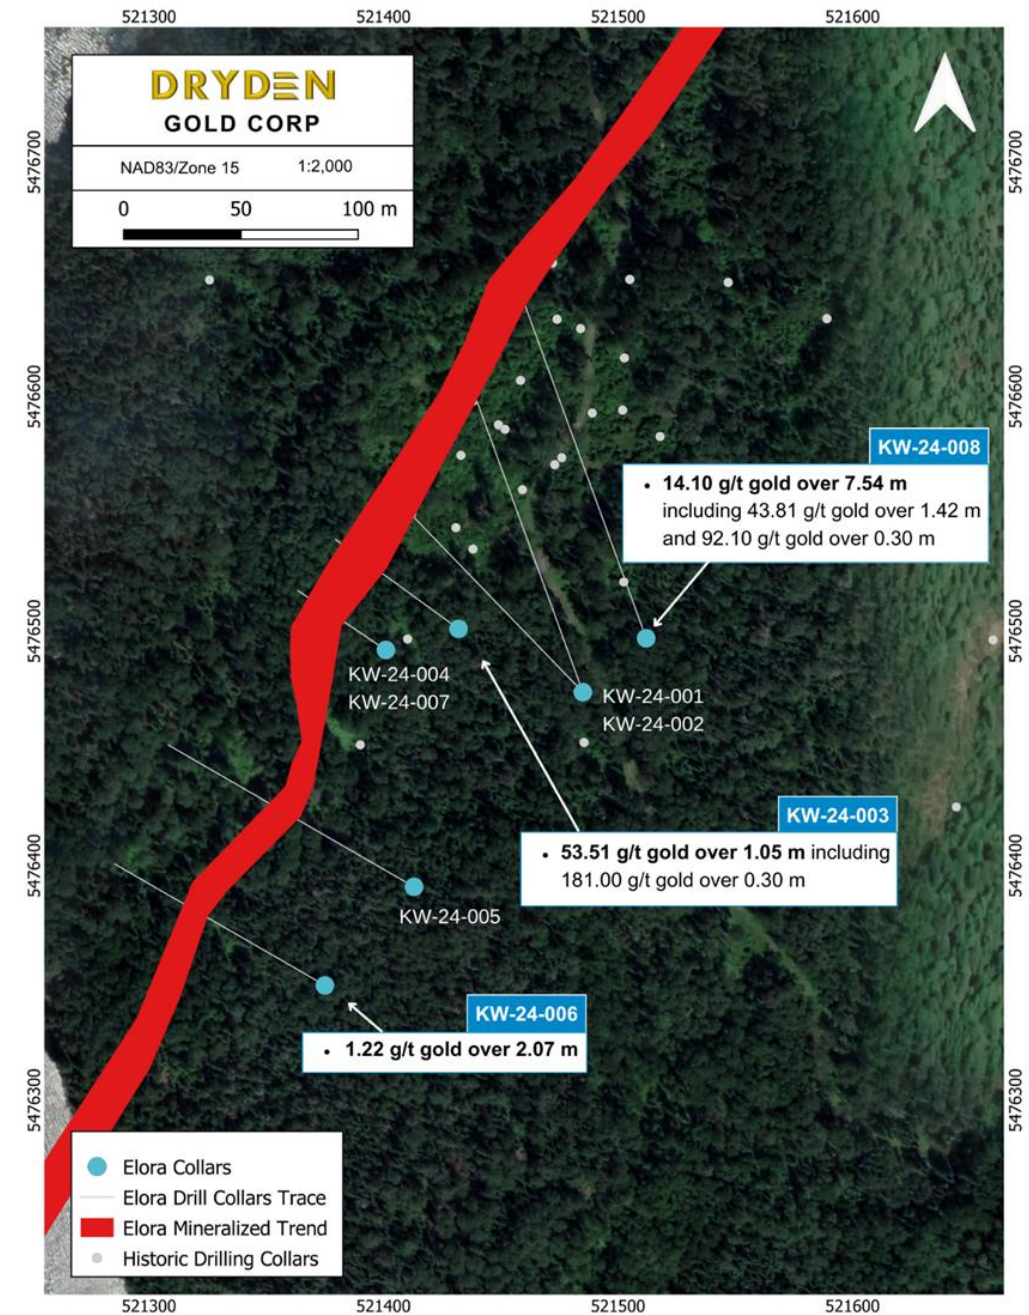 521300
521400
521500
521600
DRYDEN
GOLD CORP
NAD83/Zone 15 1:2,000
0 50 100 m
5476700
5476700
5476600
5476600
KW-24-008
• 14.10 g/t gold over 7.54 m
including 43.81 g/t gold over 1.42 m
and 92.10 g/t gold over 0.30 m
5476500
5476500
KW-24-004
KW-24-007
KW-24-001
KW-24-002
KW-24-003
• 53.51 g/t gold over 1.05 m including
181.00 g/t gold over 0.30 m
5476400
5476400
KW-24-005
KW-24-006
• 1.22 g/t gold over 2.07 m
5476300
5476300
Elora Collars
Elora Drill Collars Trace
Elora Mineralized Trend
Historic Drilling Collars
521300
521400
521500
521600